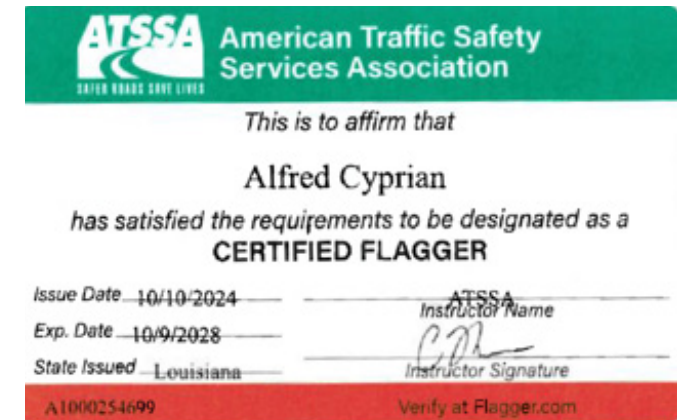 ATSSA
SAFER ROADS SAVE LIVES
American Traffic Safety
Services Association
This is to affirm that
Alfred Cyprian
has satisfied the requirements to be designated as a
CERTIFIED FLAGGER
Issue Date 10/10/2024
ATSSA
Instructor Name
Exp. Date 10/9/2028
State Issued Louisiana
Instructor Signature
A1000254699
Verify at Flagger.com